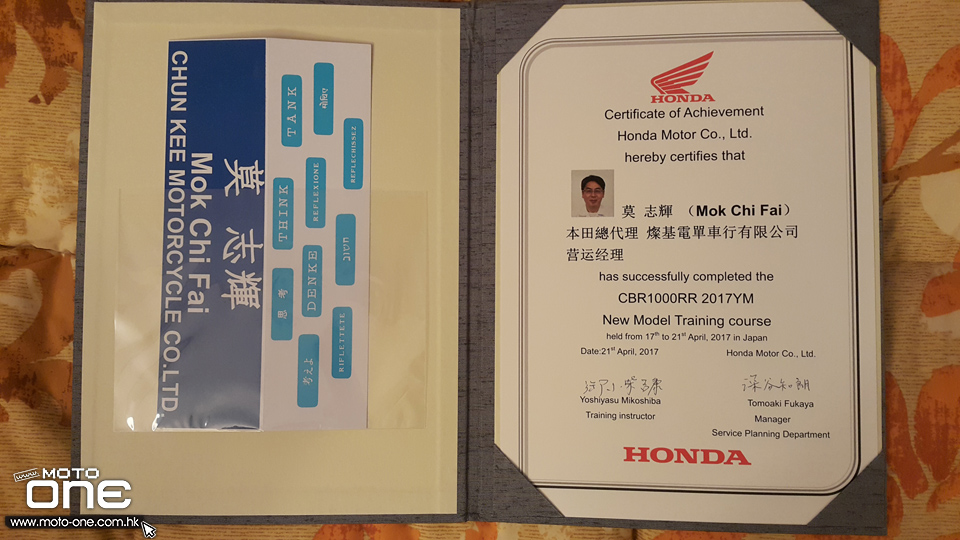 CHUN KEE MOTORCYCLE CO.LTD.
Mok Chi Fai
莫 志輝
TANK
THINK
REFLEXIONE
REFLECHISSEZ
思 考
DENKE
חשוב
考えよ
RIFLETTETE
HONDA
Certificate of Achievement
Honda Motor Co., Ltd.
hereby certifies that
莫 志輝 （Mok Chi Fai）
本田總代理 燦基電單車行有限公司
营运经理
has successfully completed the
CBR1000RR 2017YM
New Model Training course
held from 17th to 21st April, 2017 in Japan
Date:21st April, 2017 Honda Motor Co., Ltd.
Yoshiyasu Mikoshiba
Training instructor
Tomoaki Fukaya
Manager
Service Planning Department
HONDA
www.
MOTO
ONE
www.moto-one.com.hk